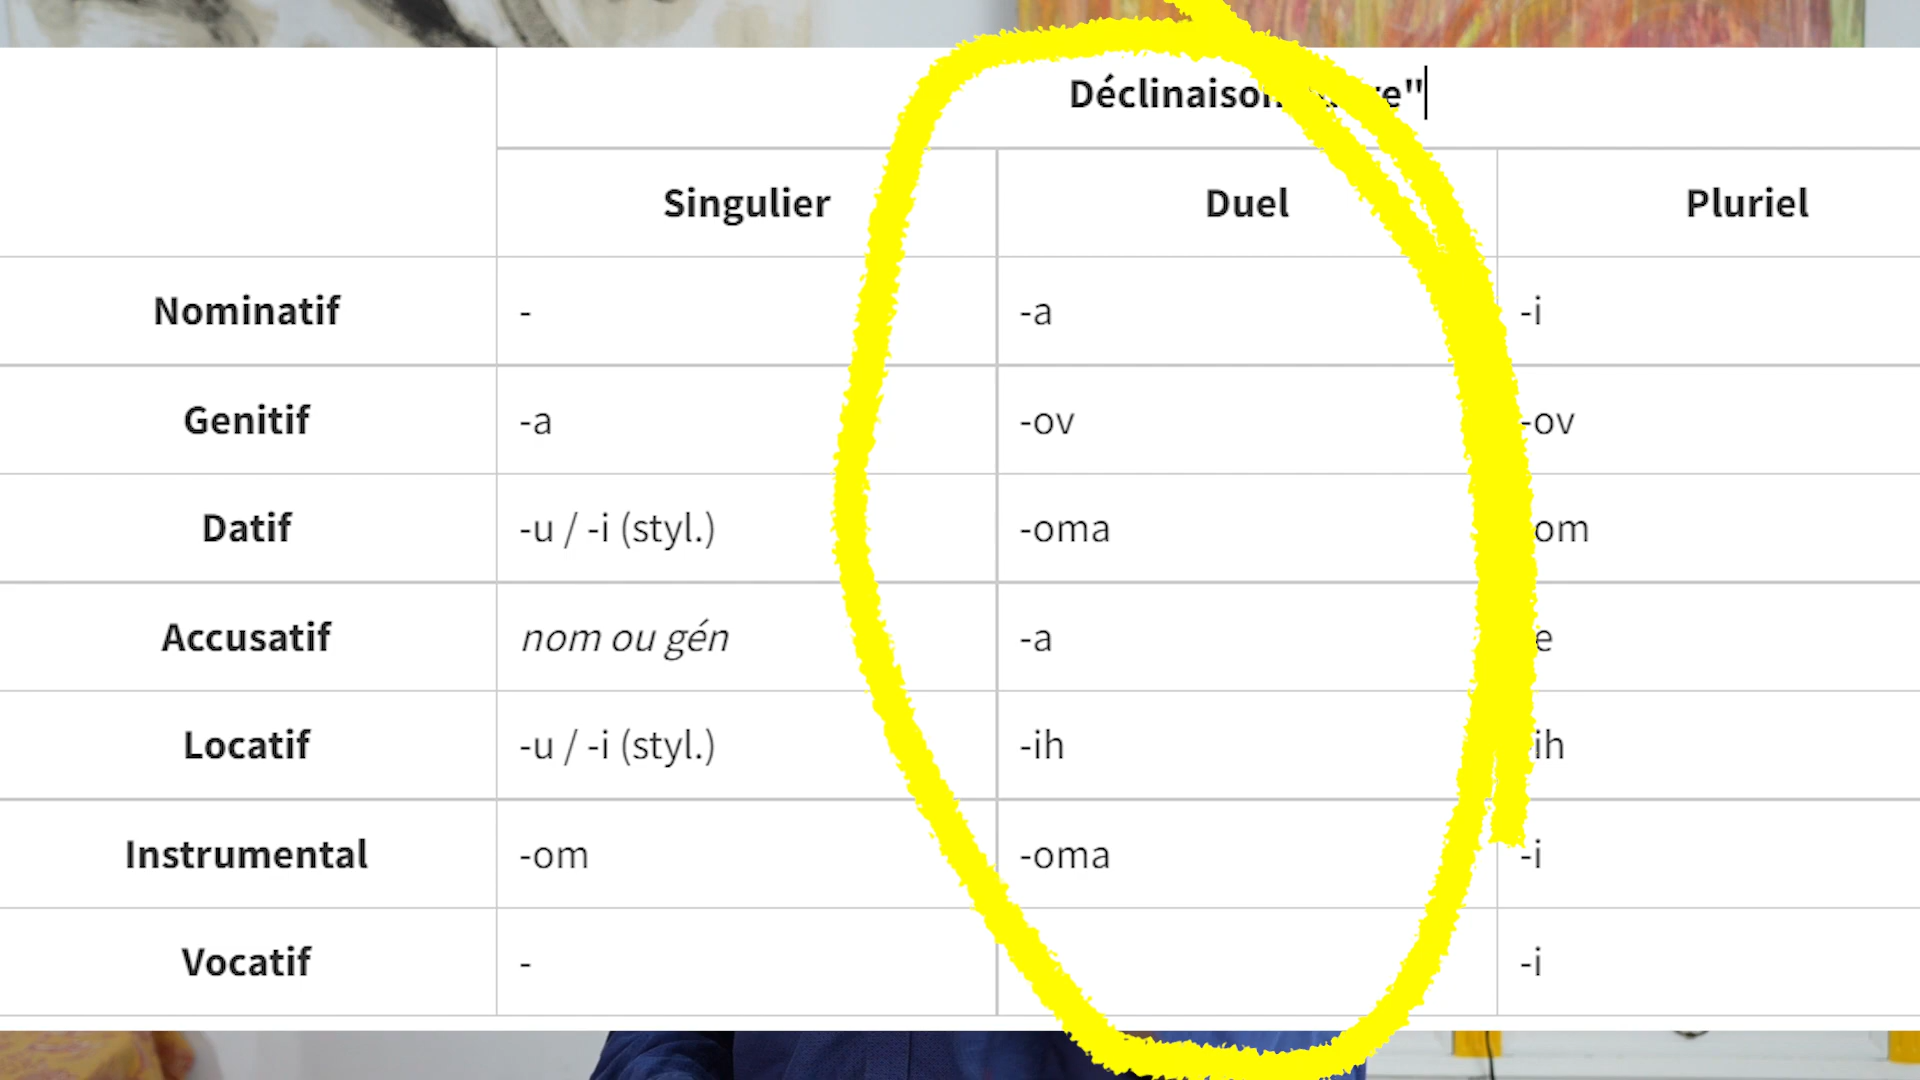 Déclinaison
Singulier Duel Pluriel
Nominatif - -a -i
Genitif -a -ov -ov
Datif -u / -i (styl.) -oma om
Accusatif nom ou gén -a e
Locatif -u / -i (styl.) -ih ih
Instrumental -om -oma -i
Vocatif - -i